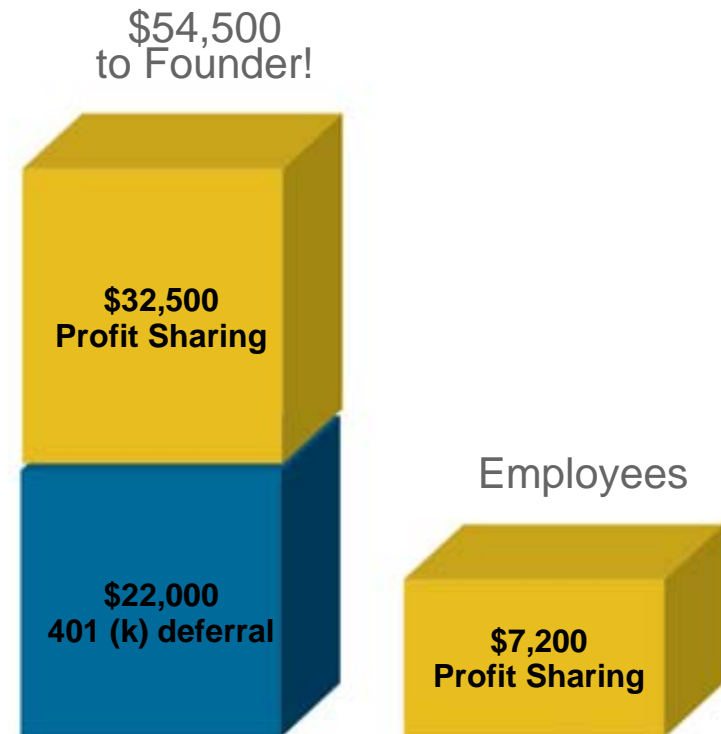 $54,500
to Founder!
$32,500
Profit Sharing
Employees
$22,000
401 (k) deferral
$7,200
Profit Sharing